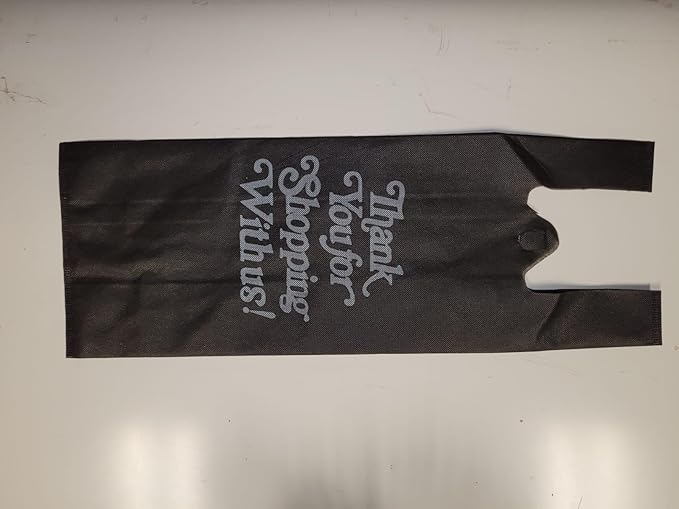 Thank
You for
Shopping
With us!